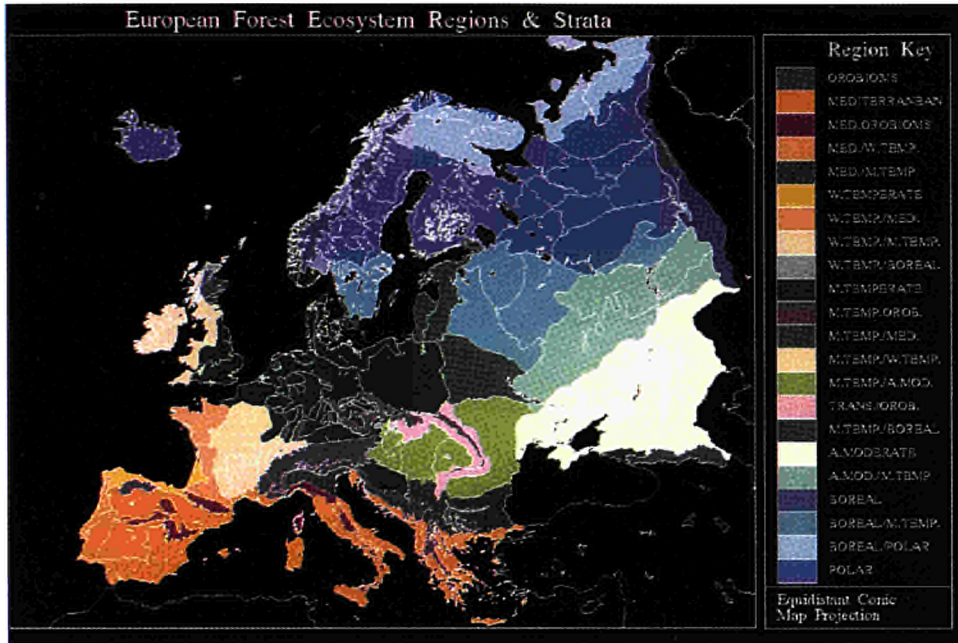 European Forest Ecosystem Regions & Strata
Region Key
OROBIOMS
MEDITERRANEAN
MED.OROBIOMS
MED./W.TEMP.
MED./M.TEMP
W.TEMPERATE
W.TEMP/MED.
W.TEMP./M.TEMP.
W.TEMP/BOREAL
M.TEMPERATE
M.TEMP.OROB.
M.TEMP/MED.
M.TEMP/W.TEMP.
M.TEMP./A.MOD.
TRANS./OROB.
M.TEMP/BOREAL
A.MODERATE
A.MOD./M.TEMP
BOREAL
BOREAL/M.TEMP.
BOREAL/POLAR
POLAR
Equidistant Conic
Map Projection